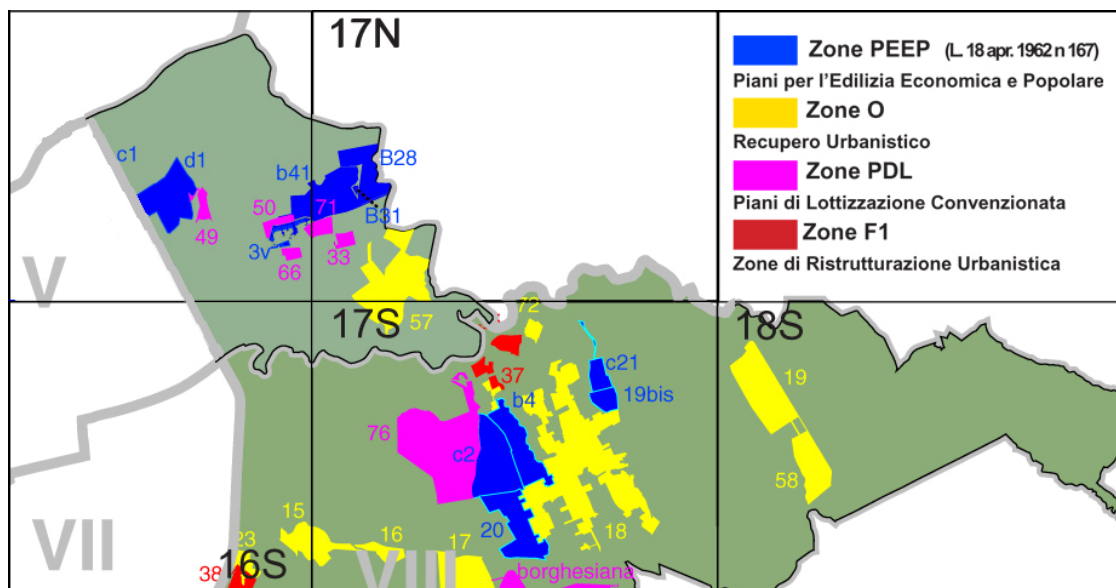 17N
Zone PEEP (L. 18 apr. 1962 n 167)
Piani per l'Edilizia Economica e Popolare
Zone O
Recupero Urbanistico
Zone PDL
Piani di Lottizzazione Convenzionata
Zone F1
Zone di Ristrutturazione Urbanistica
c1
d1
b41
B28
50
71
B31
49
3v
66
33
V
57
17S
72
18S
37
c21
19
b4
19bis
76
c2
58
15
20
18
16
17
VII
23
38
16S
VIII
borghesiana